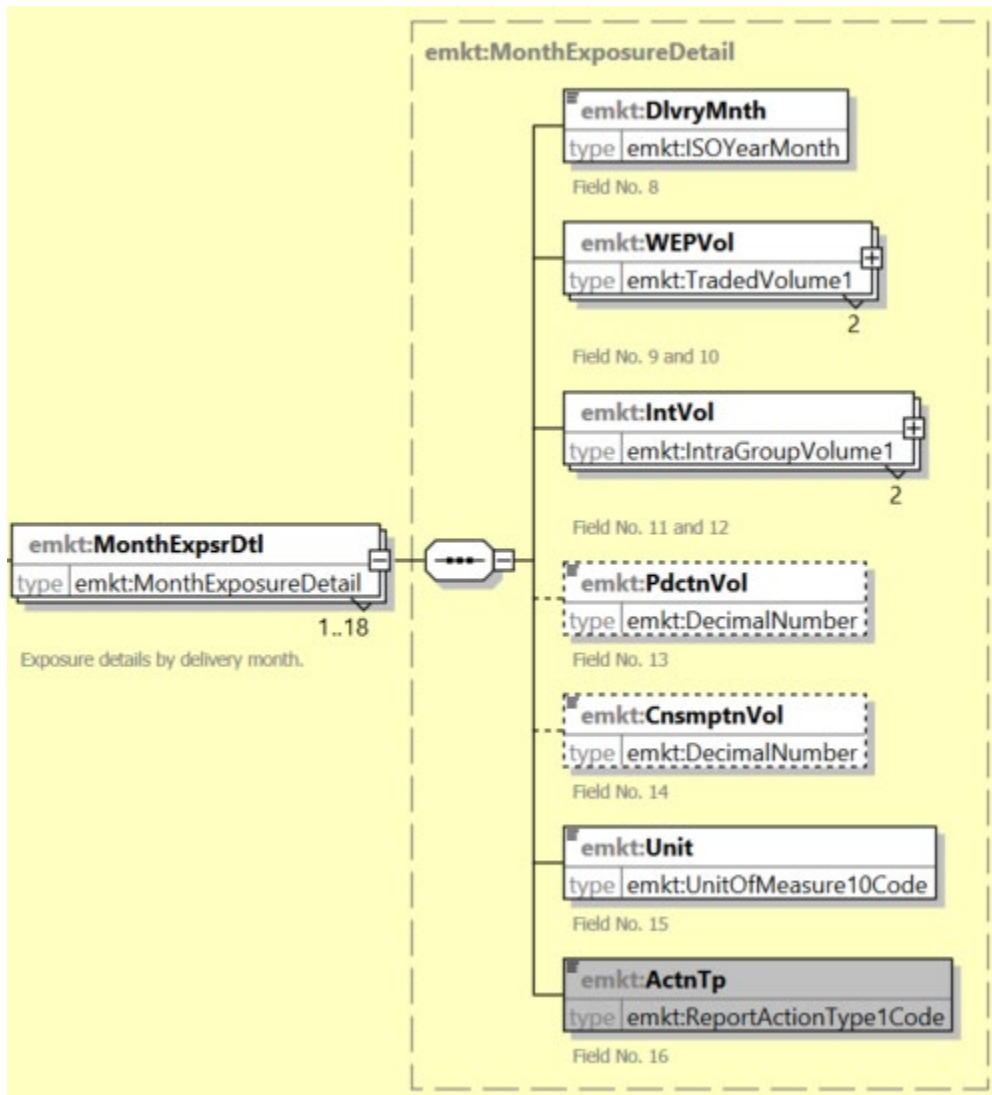 emkt:MonthExposureDetail
emkt:DlvryMnth
type emkt:ISOYearMonth
Field No. 8
emkt:WEPVol
type emkt:TradedVolume1
2
Field No. 9 and 10
emkt:IntVol
type emkt:IntraGroupVolume1
2
Field No. 11 and 12
emkt:MonthExpsrDtl
type emkt:MonthExposureDetail
1..18
Exposure details by delivery month.
emkt:PdctnVol
type emkt:DecimalNumber
Field No. 13
emkt:CnsmptnVol
type emkt:DecimalNumber
Field No. 14
emkt:Unit
type emkt:UnitOfMeasure10Code
Field No. 15
emkt:ActnTp
type emkt:ReportActionType1Code
Field No. 16